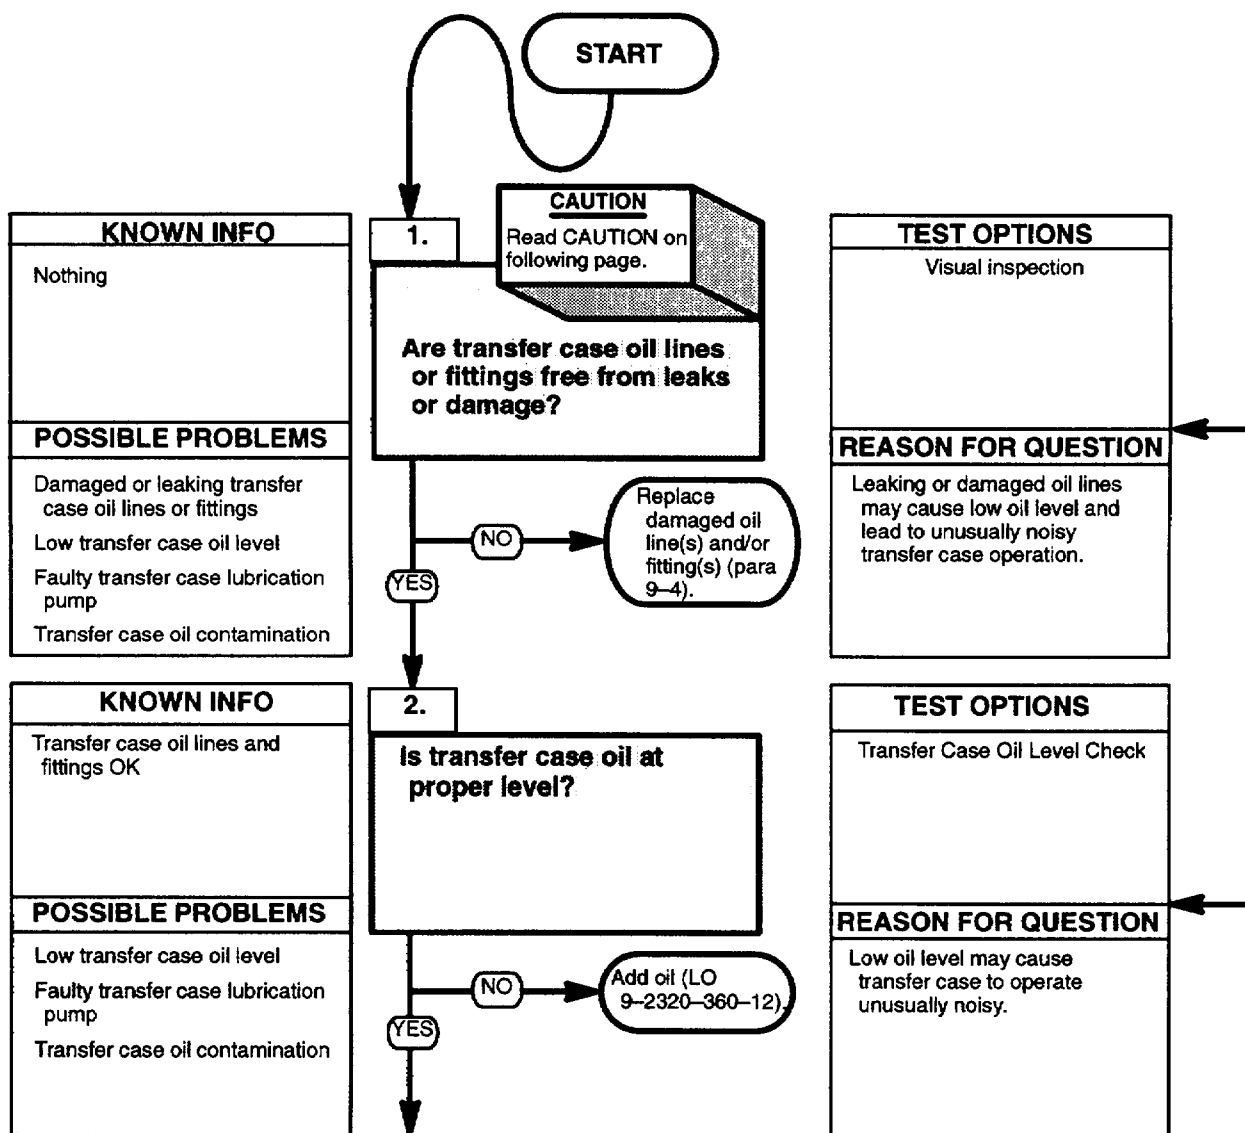 START
CAUTION
Read CAUTION on
following page.
KNOWN INFO
Nothing
POSSIBLE PROBLEMS
Damaged or leaking transfer
case oil lines or fittings
Low transfer case oil level
Faulty transfer case lubrication
pump
Transfer case oil contamination
1.
Are transfer case oil lines
or fittings free from leaks
or damage?
NO
Replace
damaged oil
line(s) and/or
fitting(s) (para
9–4).
YES
TEST OPTIONS
Visual inspection
REASON FOR QUESTION
Leaking or damaged oil lines
may cause low oil level and
lead to unusually noisy
transfer case operation.
KNOWN INFO
Transfer case oil lines and
fittings OK
POSSIBLE PROBLEMS
Low transfer case oil level
Faulty transfer case lubrication
pump
Transfer case oil contamination
2.
Is transfer case oil at
proper level?
NO
Add oil (LO
9–2320–360–12).
YES
TEST OPTIONS
Transfer Case Oil Level Check
REASON FOR QUESTION
Low oil level may cause
transfer case to operate
unusually noisy.